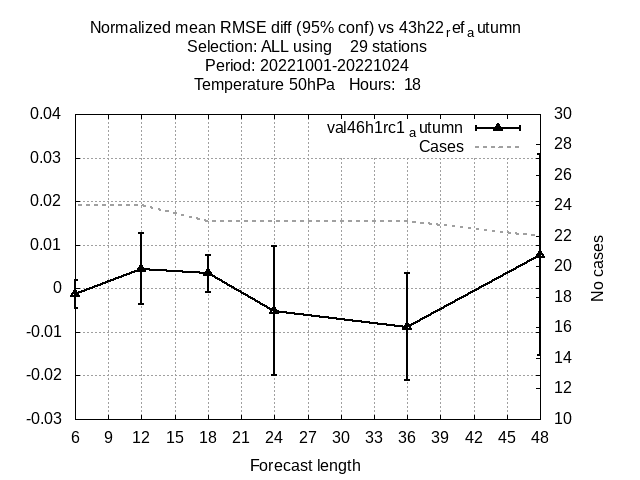 Normalized mean RMSE diff (95% conf) vs 43h22refautumn
Selection: ALL using 29 stations
Period: 20221001-20221024
Temperature 50hPa Hours: 18
val46h1rc1autumn
Cases
0.04
0.03
0.02
0.01
0
-0.01
-0.02
-0.03
30
28
26
24
22
20
18
16
14
12
10
No cases
6 9 12 15 18 21 24 27 30 33 36 39 42 45 48
Forecast length